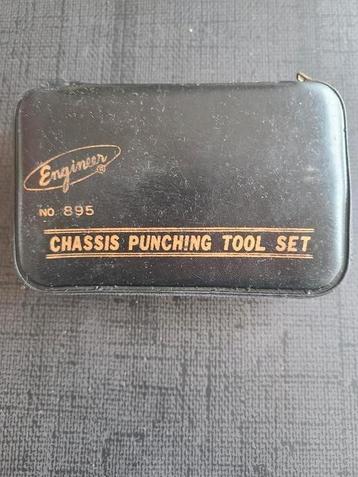 Engineer ®
NO. 895
CHASSIS PUNCHING TOOL SET